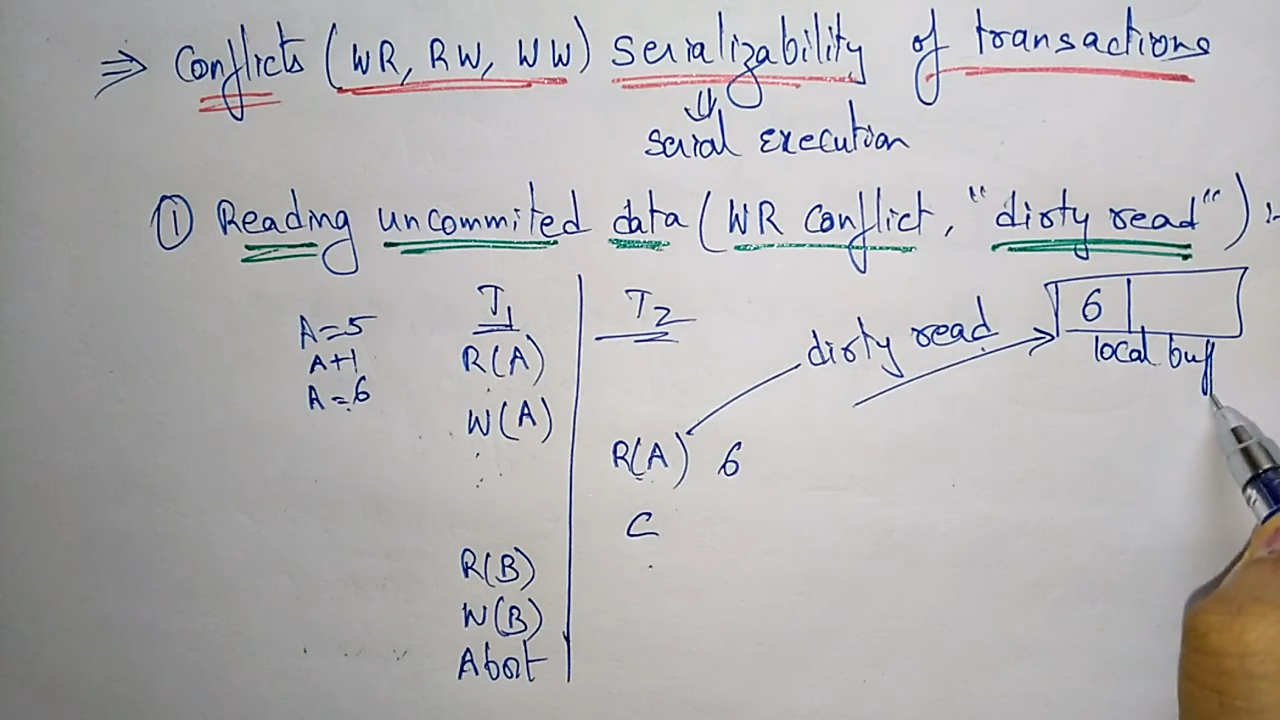 ⇒ Conflicts (WR, RW, WW) Serializability of transactions
⇓
serial execution
① Reading uncommited data (WR conflict, "dirty read") :-
T1 T2
A=5
A+1
A=6
R(A)
W(A)
R(A) 6
C
R(B)
W(B)
Abort
dirty read
6
local buff